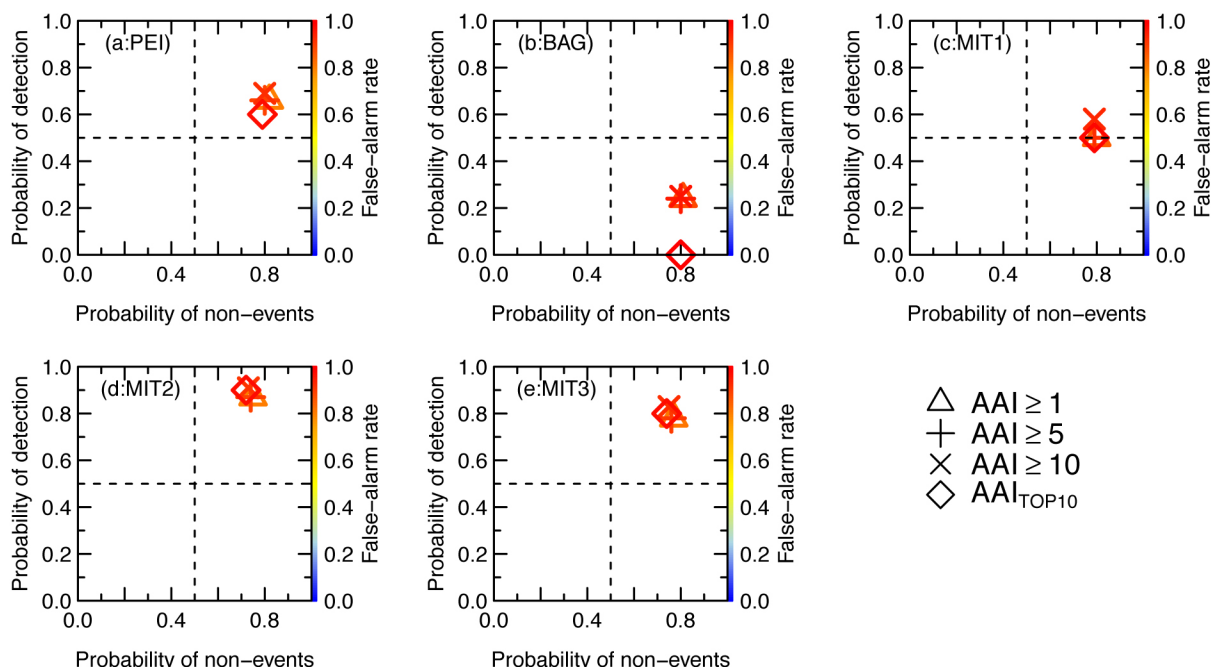 (a:PEI)
Probability of detection
1.0
0.8
0.6
0.4
0.2
0.0
0.0 0.4 0.8
Probability of non-events
1.0
0.8
0.6
0.4
0.2
0.0
False-alarm rate
(b:BAG)
Probability of detection
1.0
0.8
0.6
0.4
0.2
0.0
0.0 0.4 0.8
Probability of non-events
1.0
0.8
0.6
0.4
0.2
0.0
False-alarm rate
(c:MIT1)
Probability of detection
1.0
0.8
0.6
0.4
0.2
0.0
0.0 0.4 0.8
Probability of non-events
1.0
0.8
0.6
0.4
0.2
0.0
False-alarm rate
(d:MIT2)
Probability of detection
1.0
0.8
0.6
0.4
0.2
0.0
0.0 0.4 0.8
Probability of non-events
1.0
0.8
0.6
0.4
0.2
0.0
False-alarm rate
(e:MIT3)
Probability of detection
1.0
0.8
0.6
0.4
0.2
0.0
0.0 0.4 0.8
Probability of non-events
1.0
0.8
0.6
0.4
0.2
0.0
False-alarm rate
AAI ≥ 1
AAI ≥ 5
AAI ≥ 10
AAI TOP10